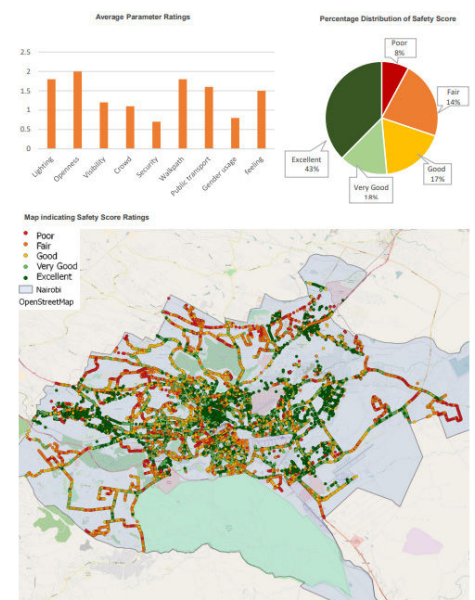 Average Parameter Ratings
2.5
2
1.5
1
0.5
0
Lighting
Openness
Visibility
Crowd
Security
Walkpath
Public transport
Gender usage
feeling
Percentage Distribution of Safety Score
Poor
8%
Fair
14%
Good
17%
Very Good
18%
Excellent
43%
Map indicating Safety Score Ratings
Poor
Fair
Good
Very Good
Excellent
Nairobi
OpenStreetMap